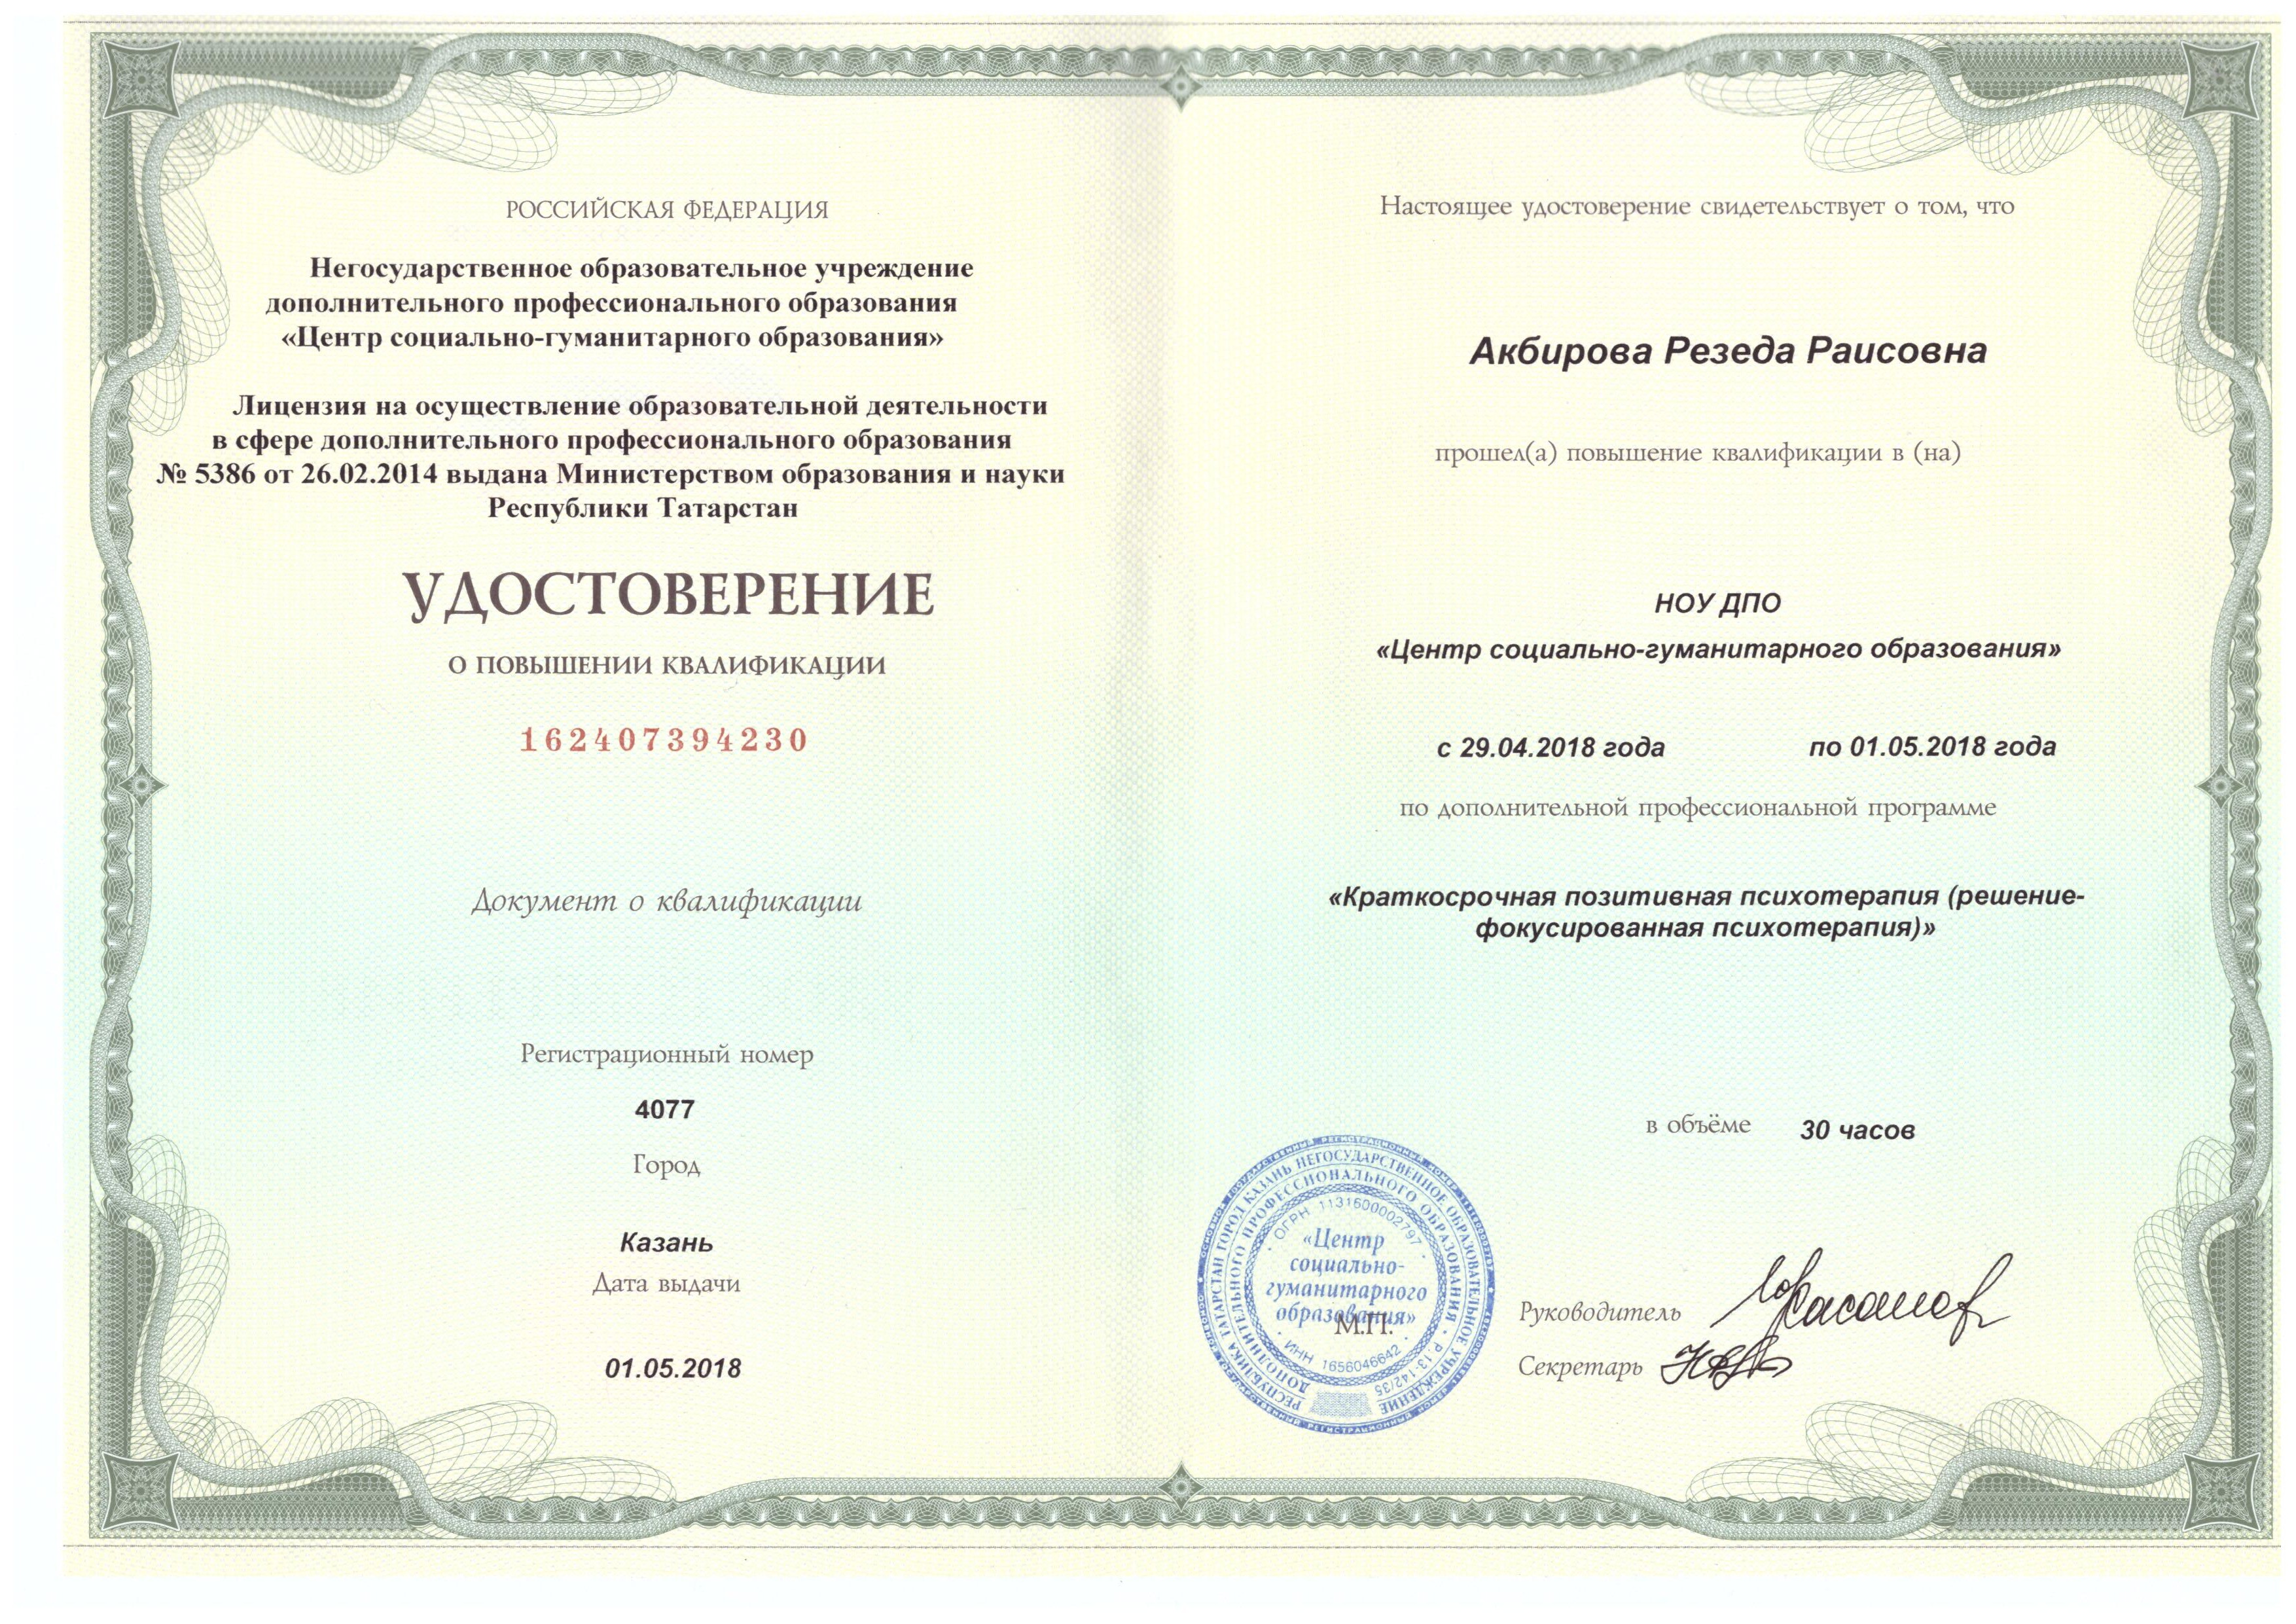 РОССИЙСКАЯ ФЕДЕРАЦИЯ
Негосударственное образовательное учреждение
дополнительного профессионального образования
«Центр социально-гуманитарного образования»
Лицензия на осуществление образовательной деятельности
в сфере дополнительного профессионального образования
№ 5386 от 26.02.2014 выдана Министерством образования и науки
Республики Татарстан
УДОСТОВЕРЕНИЕ
О ПОВЫШЕНИИ КВАЛИФИКАЦИИ
162407394230
Документ о квалификации
Регистрационный номер
4077
Город
Казань
Дата выдачи
01.05.2018
Настоящее удостоверение свидетельствует о том, что
Акбирова Резеда Раисовна
прошел(а) повышение квалификации в (на)
НОУ ДПО
«Центр социально-гуманитарного образования»
с 29.04.2018 года по 01.05.2018 года
по дополнительной профессиональной программе
«Краткосрочная позитивная психотерапия (решение-
фокусированная психотерапия)»
в объёме 30 часов
РЕСПУБЛИКА ТАТАРСТАН ГОРОД КАЗАНЬ НЕГОСУДАРСТВЕННОЕ ОБРАЗОВАТЕЛЬНОЕ УЧРЕЖДЕНИЕ
ДОПОЛНИТЕЛЬНОГО ПРОФЕССИОНАЛЬНОГО ОБРАЗОВАНИЯ • Р.13-142/35
ОГРН 1131600002797
«Центр
социально-
гуманитарного
образования»
М.П.
ИНН 1656046642
Руководитель
Секретарь